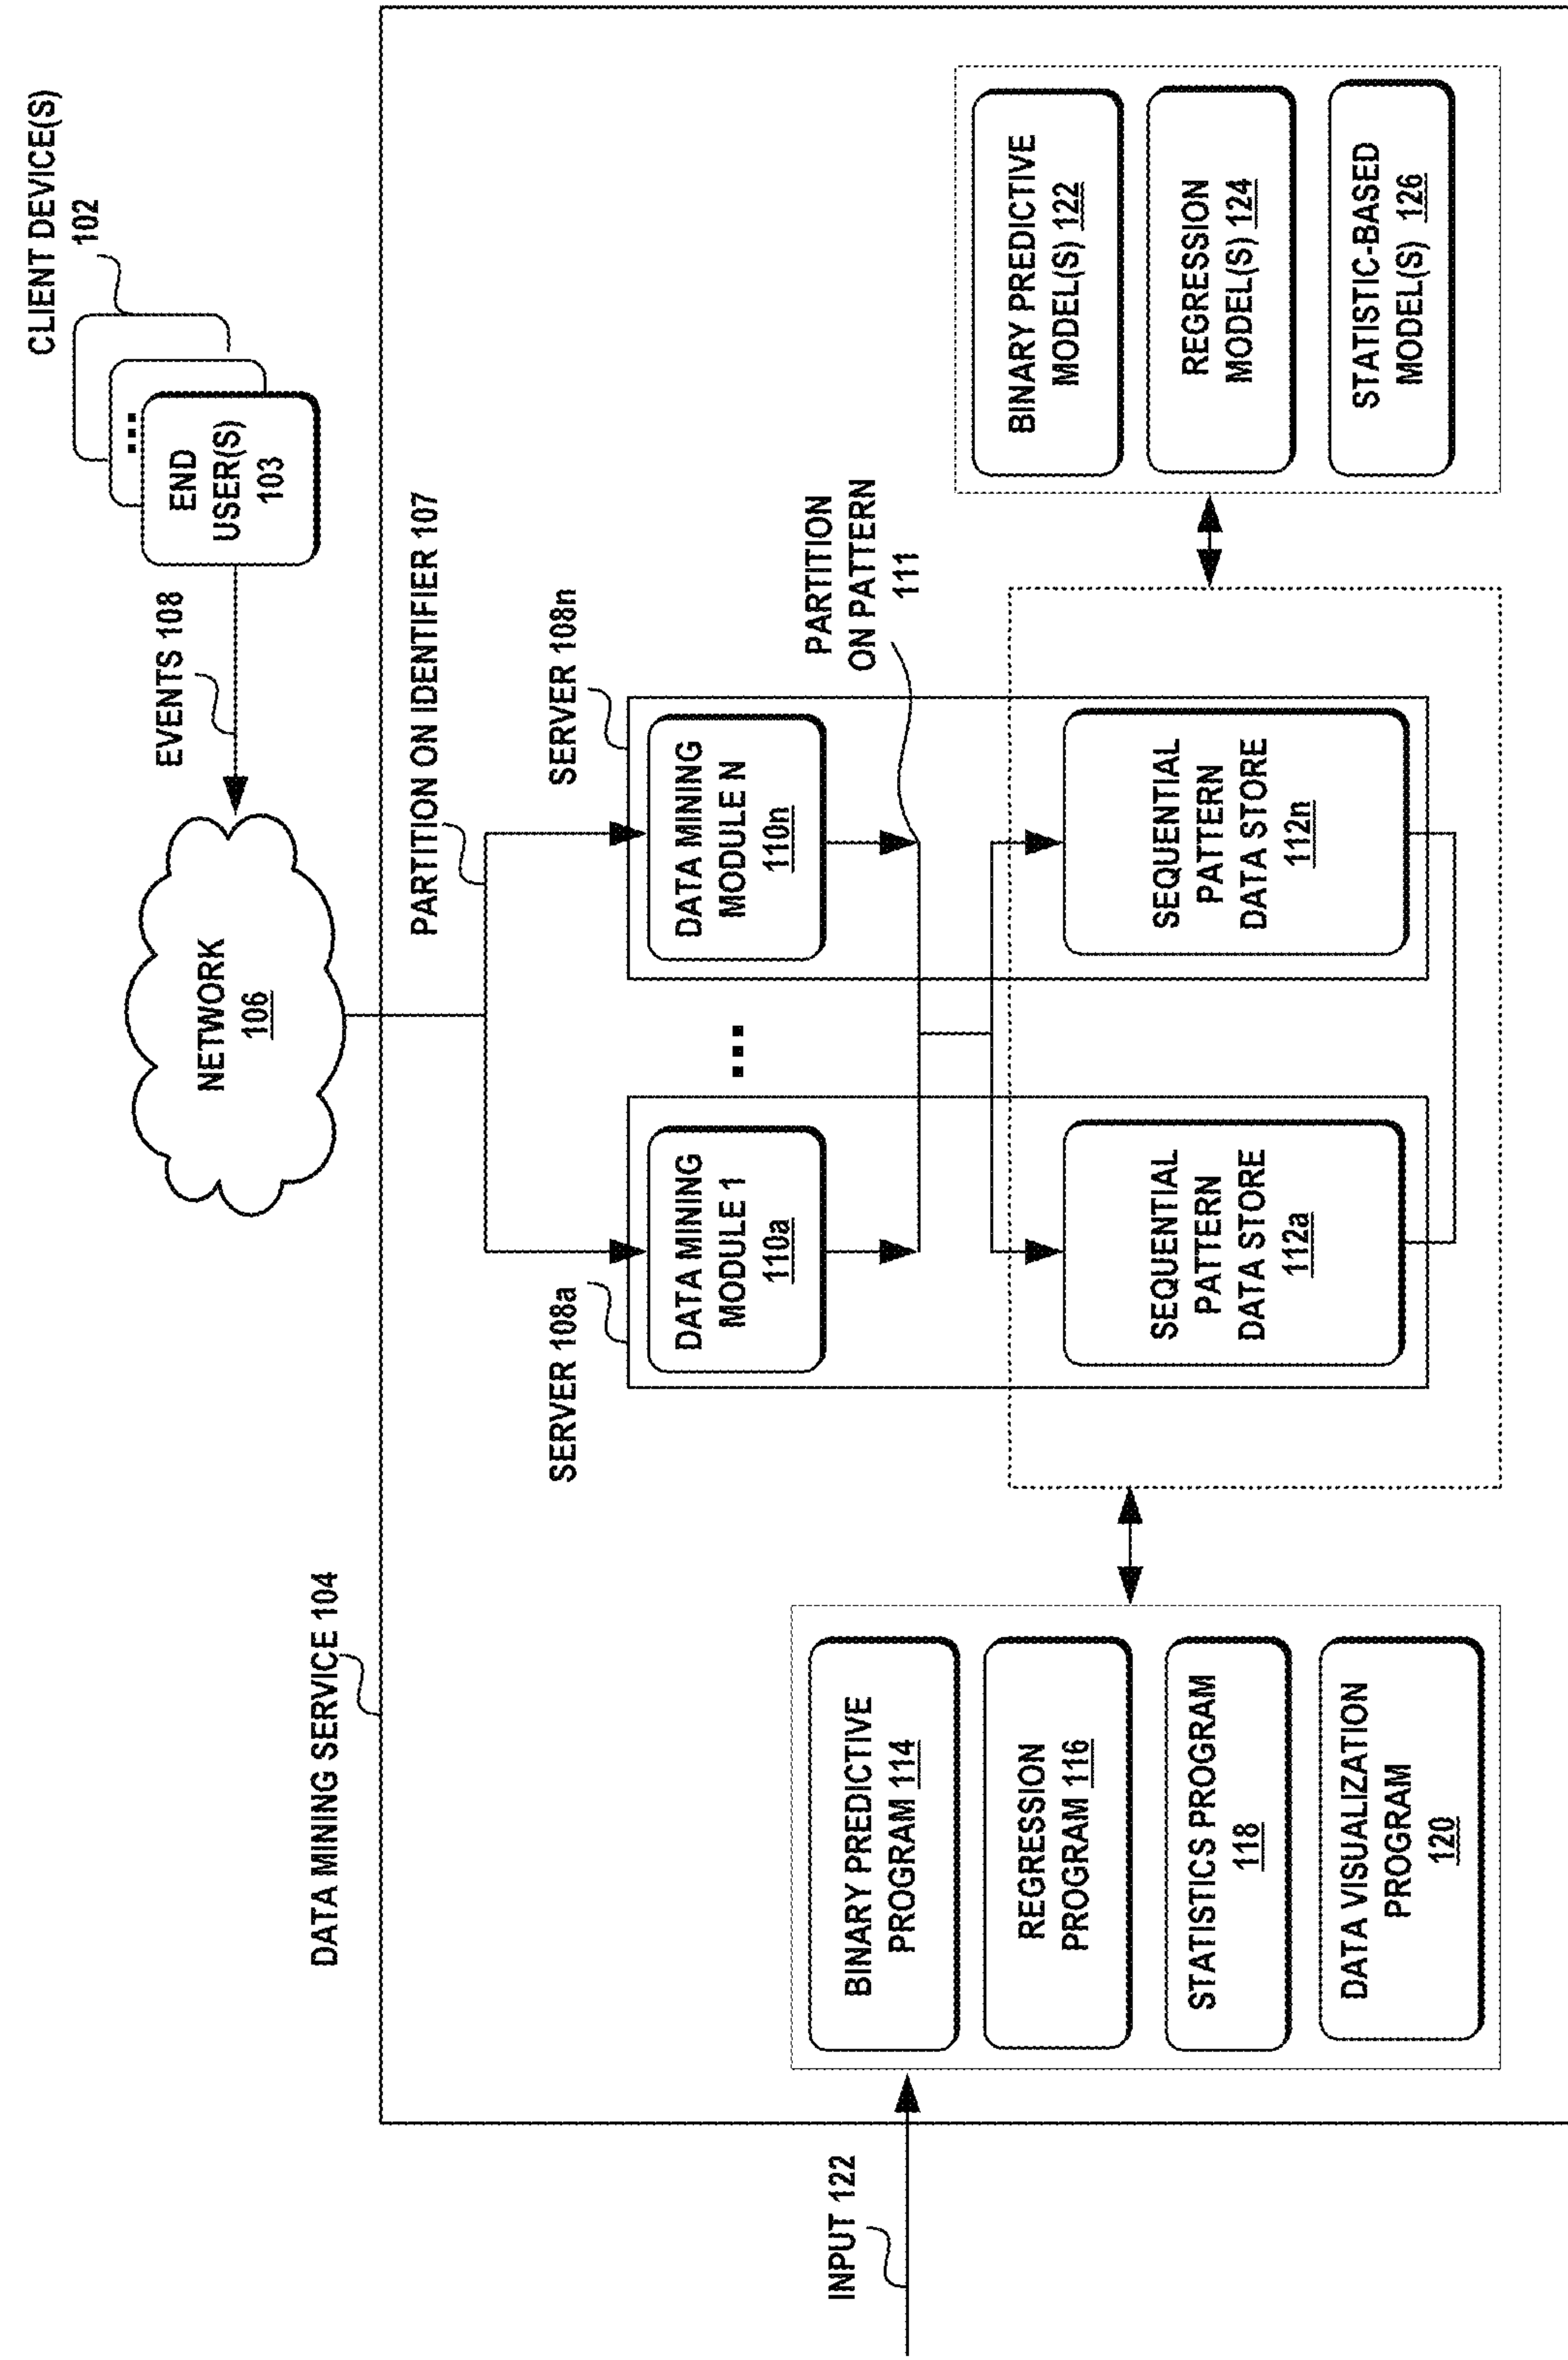 CLIENT DEVICE(S)
102
...
END
USER(S)
103
EVENTS 108
NETWORK
106
DATA MINING SERVICE 104
PARTITION ON IDENTIFIER 107
SERVER 108a
SERVER 108n
DATA MINING
MODULE 1
110a
...
DATA MINING
MODULE N
110n
PARTITION
ON PATTERN
111
SEQUENTIAL
PATTERN
DATA STORE
112a
SEQUENTIAL
PATTERN
DATA STORE
112n
INPUT 122
BINARY PREDICTIVE
PROGRAM 114
REGRESSION
PROGRAM 116
STATISTICS PROGRAM
118
DATA VISUALIZATION
PROGRAM
120
BINARY PREDICTIVE
MODEL(S) 122
REGRESSION
MODEL(S) 124
STATISTIC-BASED
MODEL(S) 126